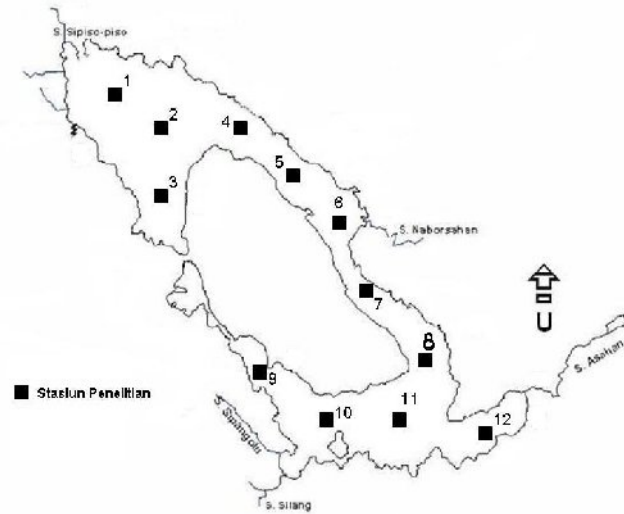 S. Sipiso-piso
1
2
4
3
5
6
S. Naborsahan
7
U
8
S. Asahan
9
Stasiun Penelitian
10
11
12
S. Silang